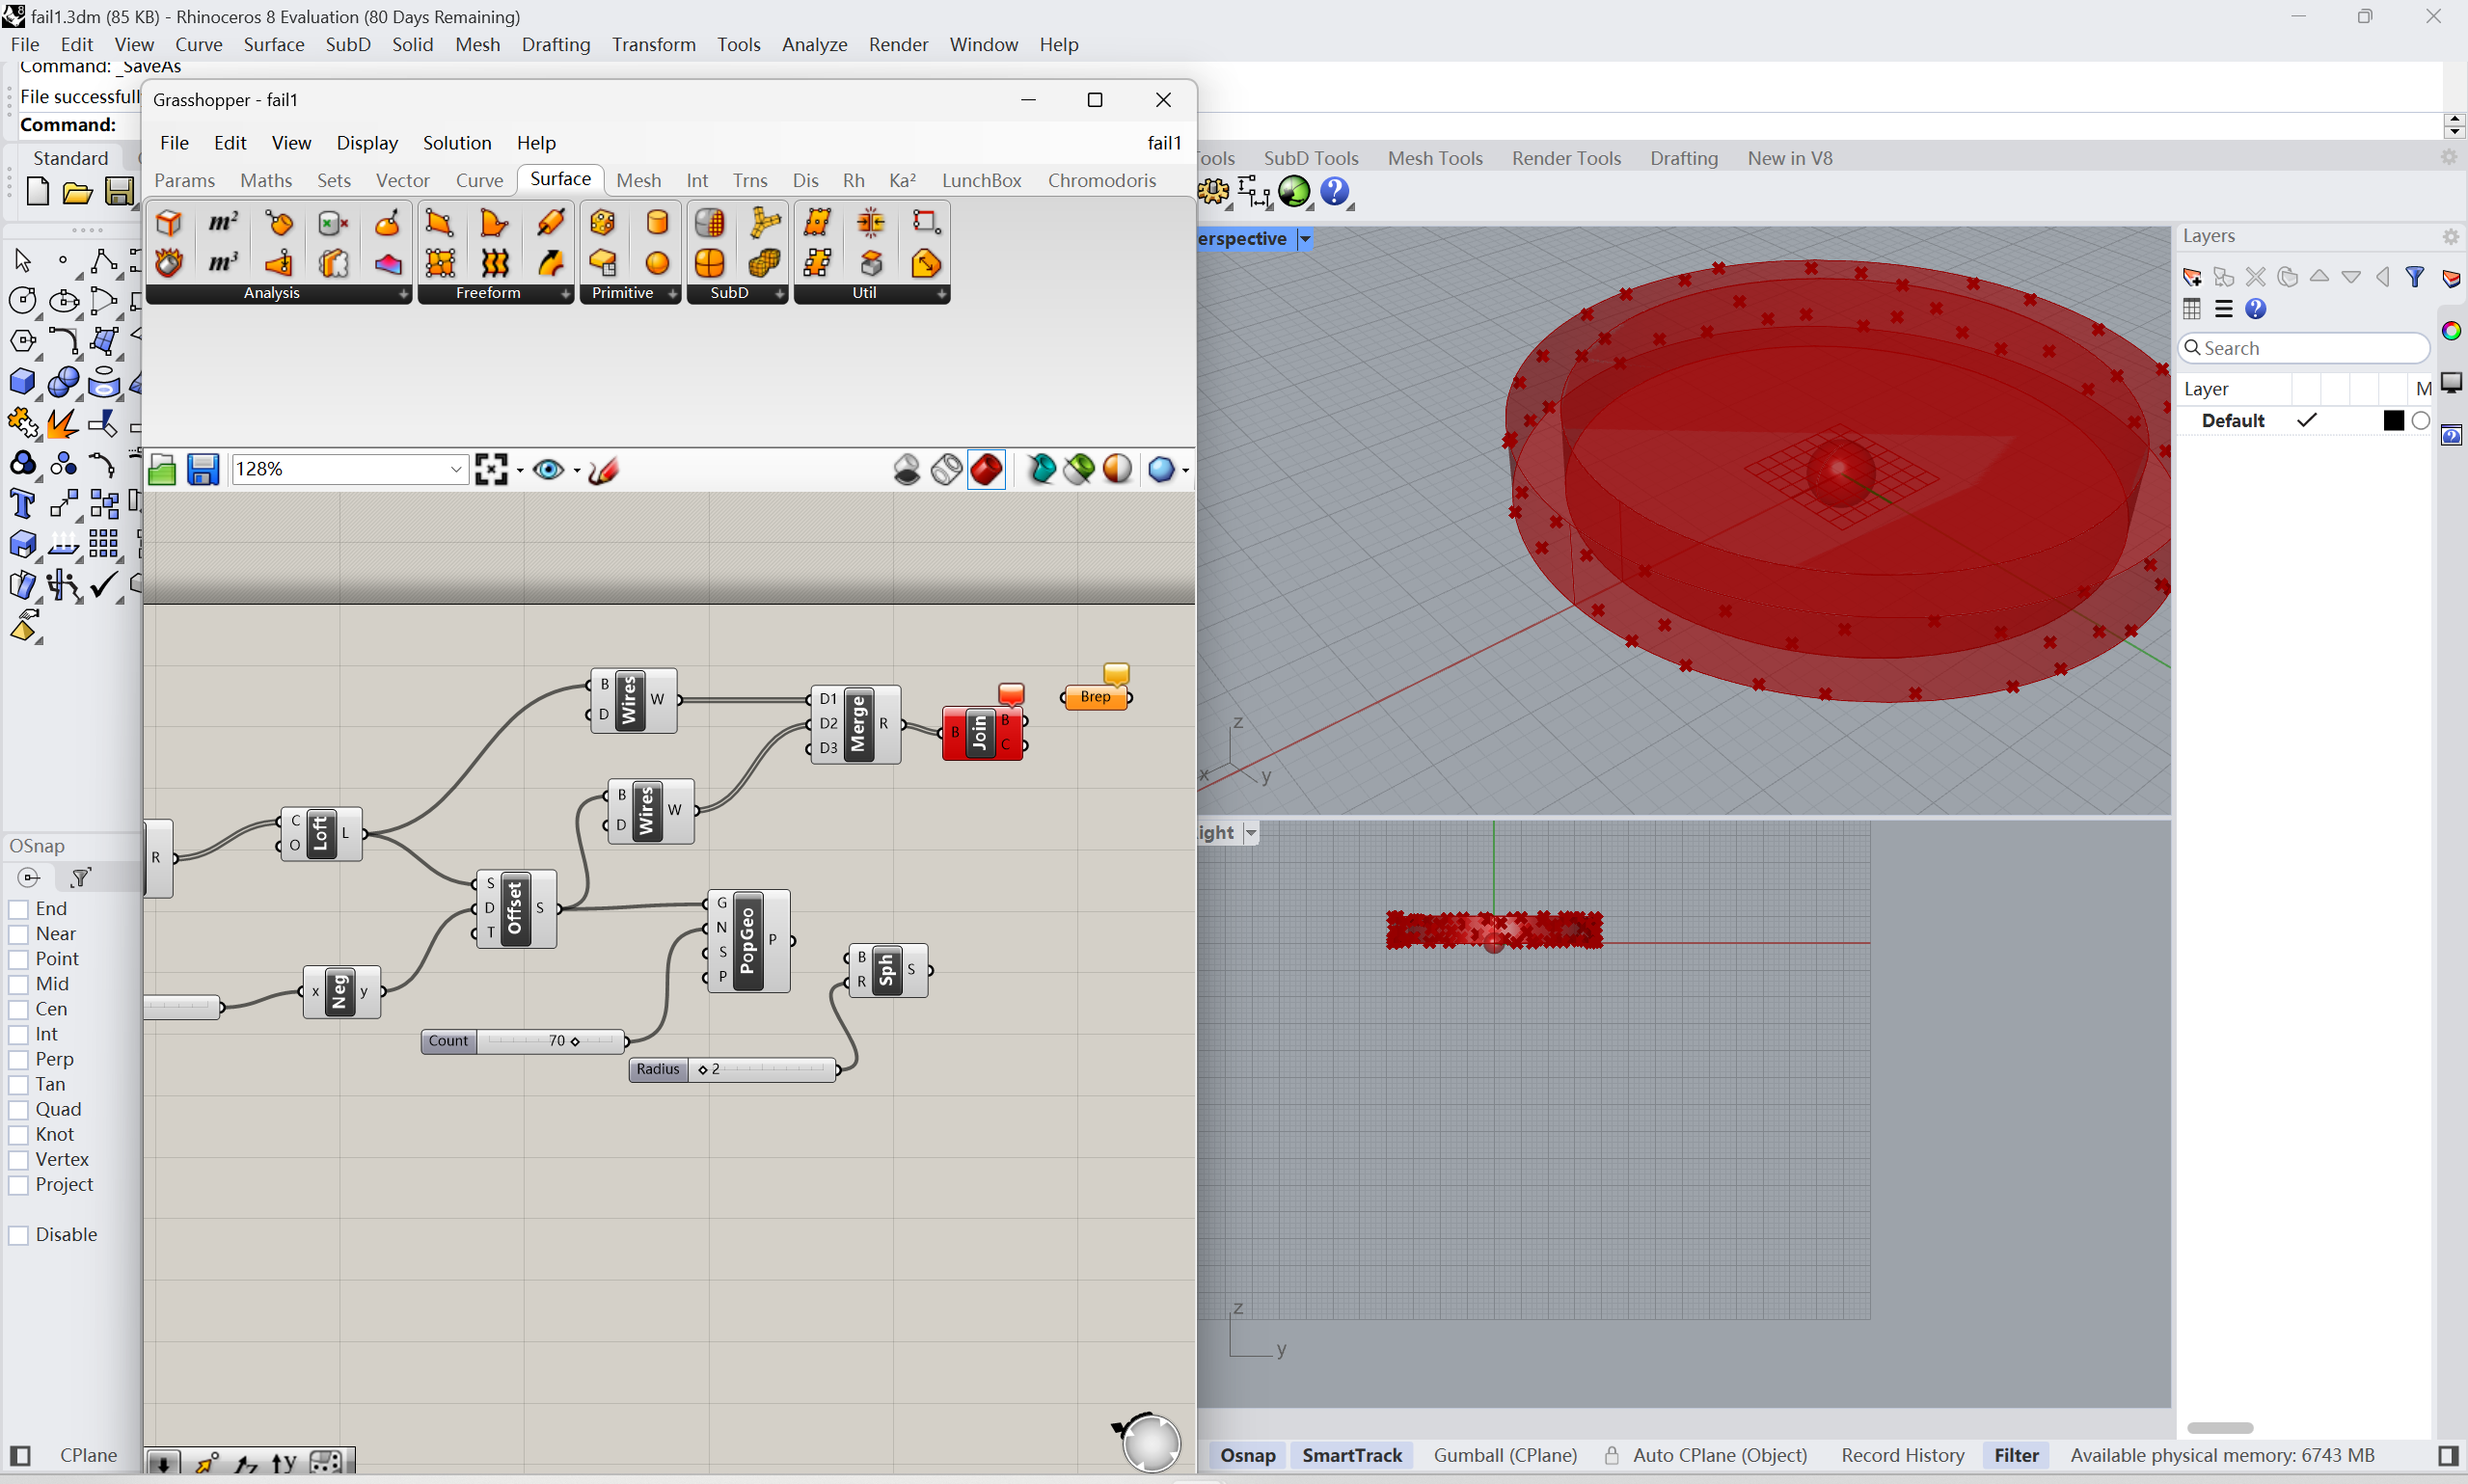 fail1.3dm (85 KB) - Rhinoceros 8 Evaluation (80 Days Remaining)
File Edit View Curve Surface SubD Solid Mesh Drafting Transform Tools Analyze Render Window Help
Command: _SaveAs
File successfull
Command:
Standard
ools SubD Tools Mesh Tools Render Tools Drafting New in V8
Grasshopper - fail1
File Edit View Display Solution Help fail1
Params Maths Sets Vector Curve Surface Mesh Int Trns Dis Rh Ka² LunchBox Chromodoris
m²
m³
Analysis Freeform Primitive SubD Util
128%
B D Wires W
D1 D2 D3 Merge R
B Join B C
Brep
B D Wires W
R
C O Loft L
S D T Offset S
G N S P PopGeo P
B R Sph S
x Neg y
Count 70
Radius 2
erspective
z
x y
ight
z
y
Layers
Search
Layer M
Default
OSnap
End
Near
Point
Mid
Cen
Int
Perp
Tan
Quad
Knot
Vertex
Project
Disable
CPlane
Osnap SmartTrack Gumball (CPlane) Auto CPlane (Object) Record History Filter Available physical memory: 6743 MB